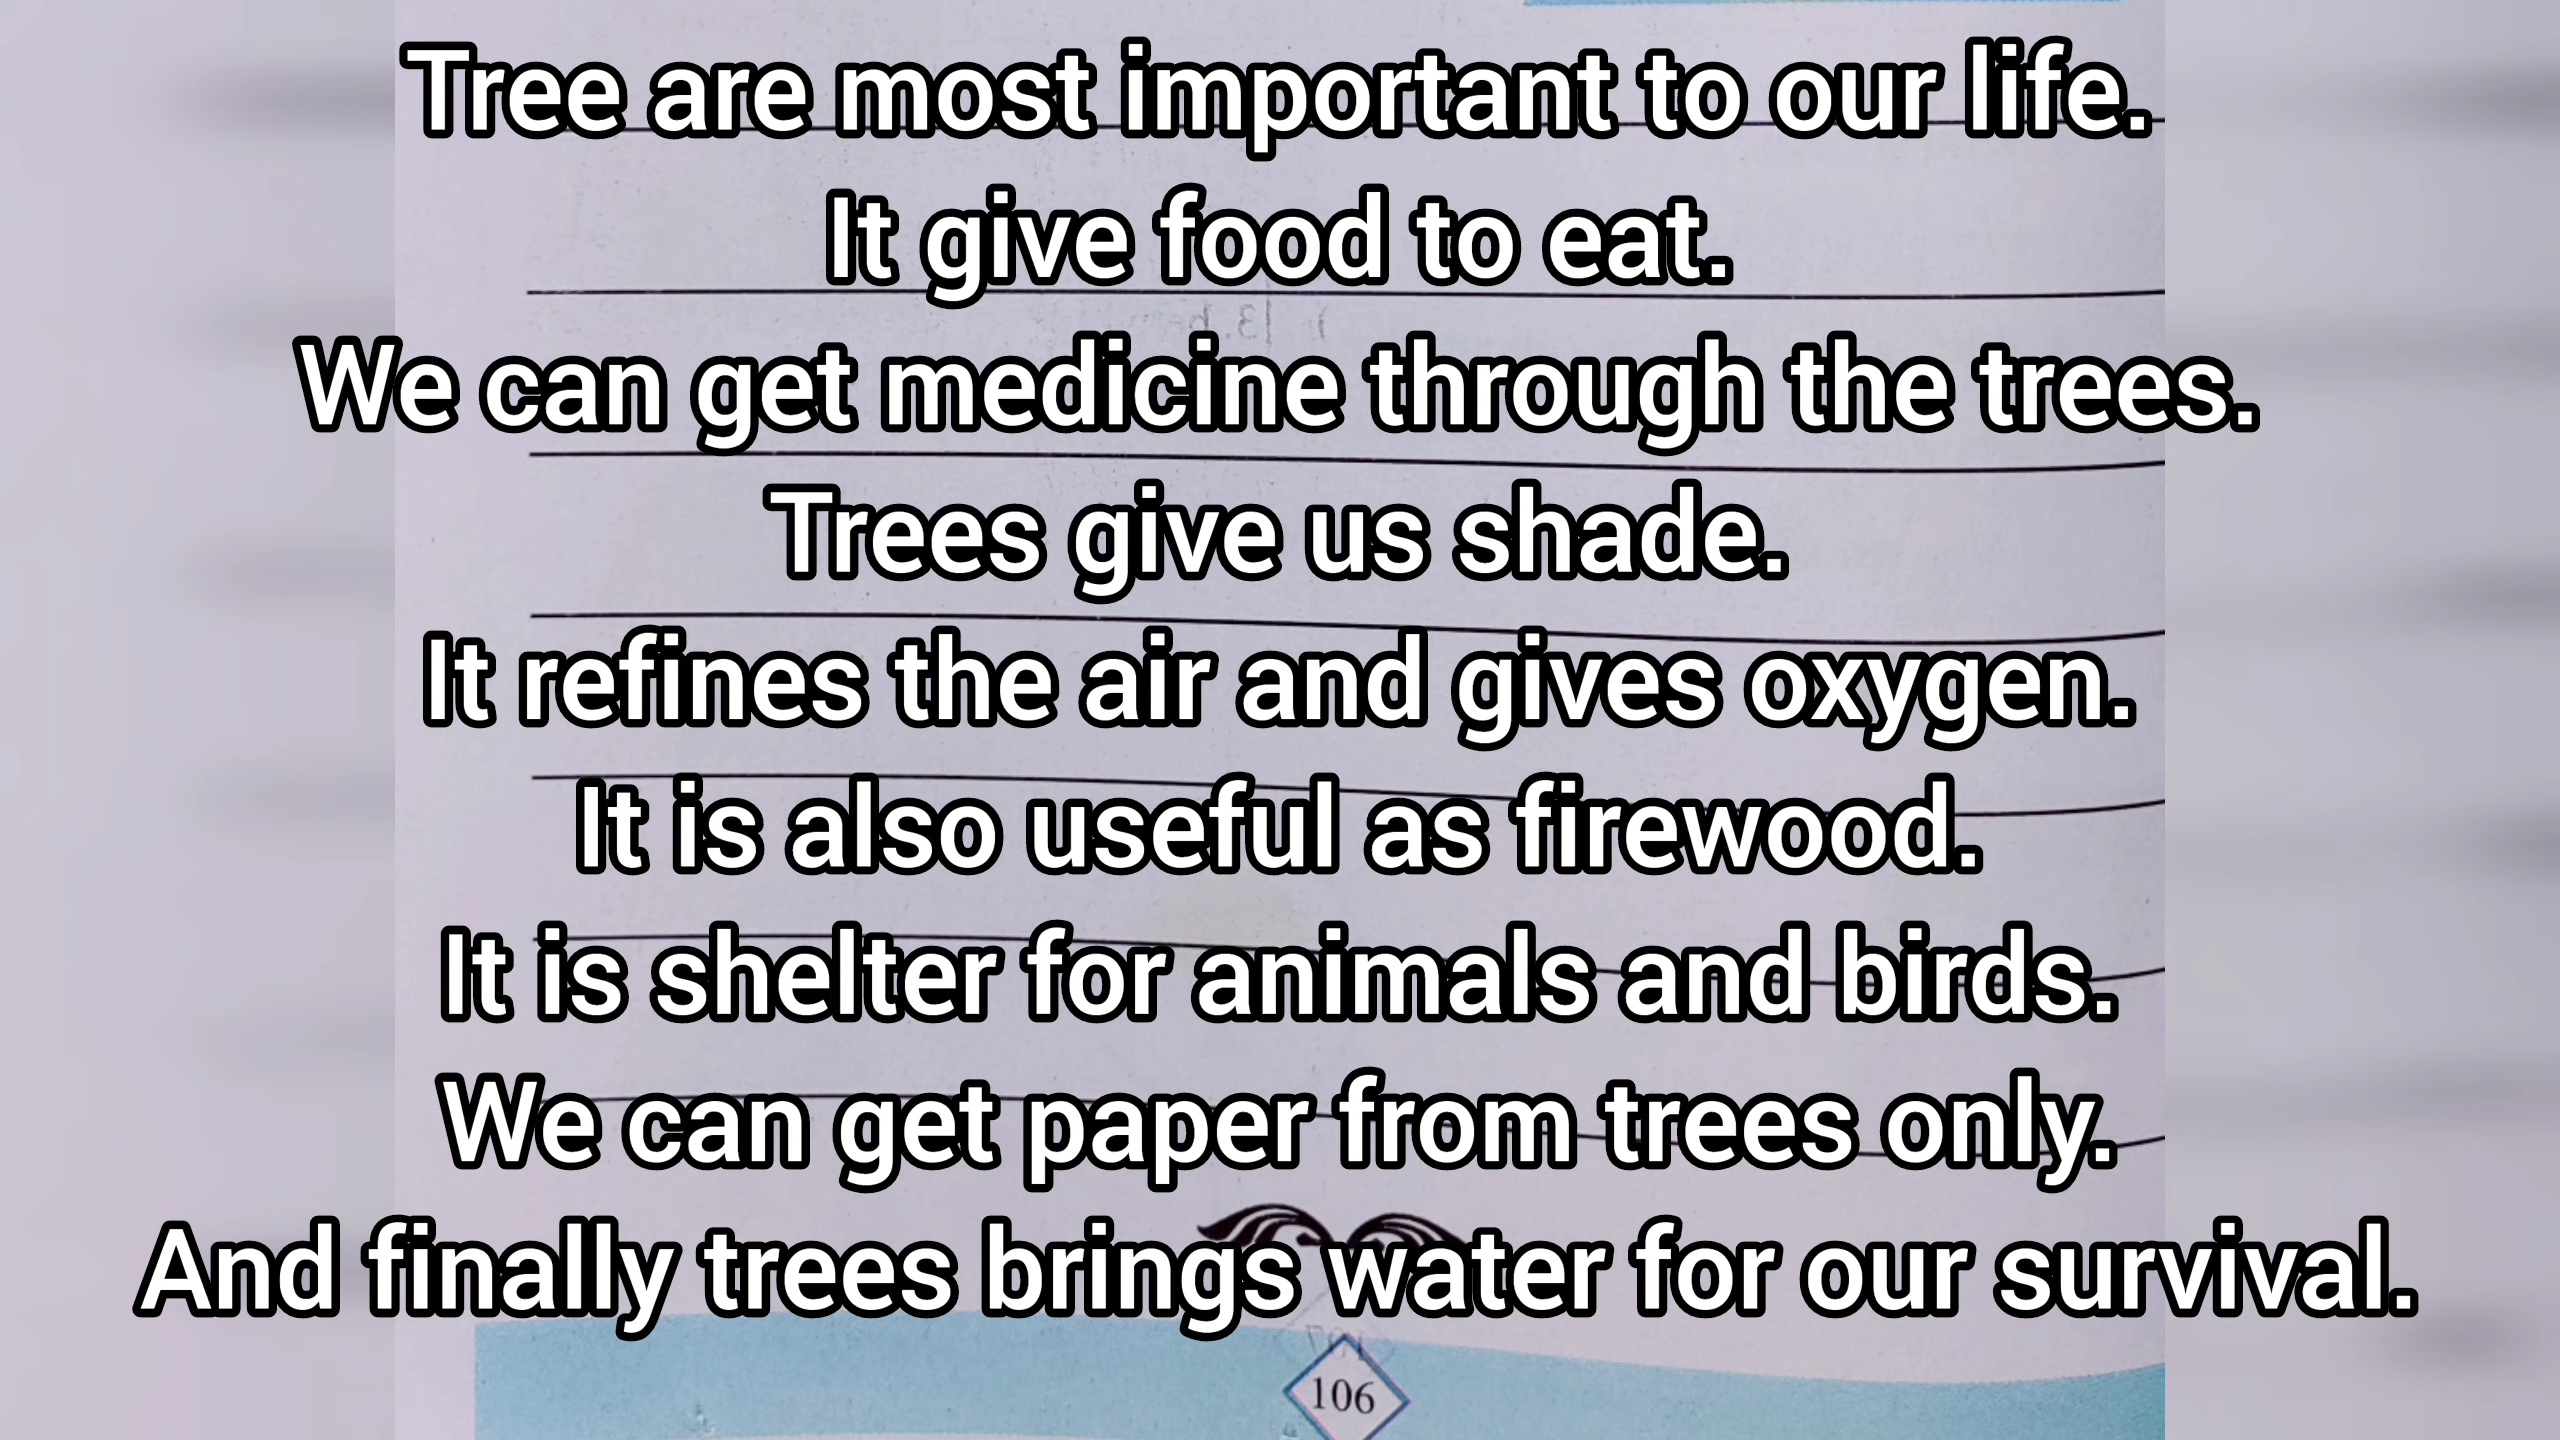 Tree are most important to our life.
It give food to eat.
We can get medicine through the trees.
Trees give us shade.
It refines the air and gives oxygen.
It is also useful as firewood.
It is shelter for animals and birds.
We can get paper from trees only.
And finally trees brings water for our survival.
106